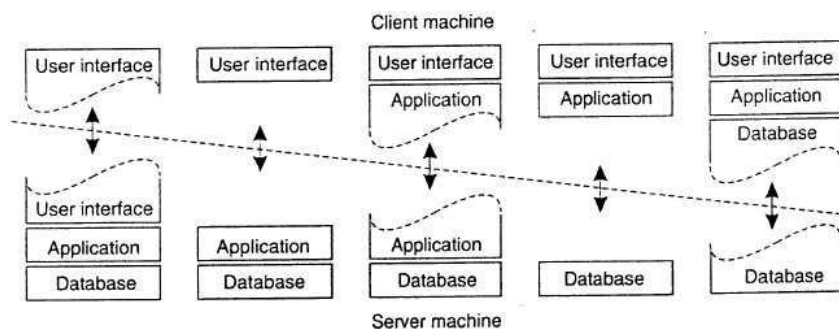 Client machine
User interface User interface User interface User interface User interface
Application Application Application
Database
User interface
Application Application Application
Database Database Database Database Database
Server machine